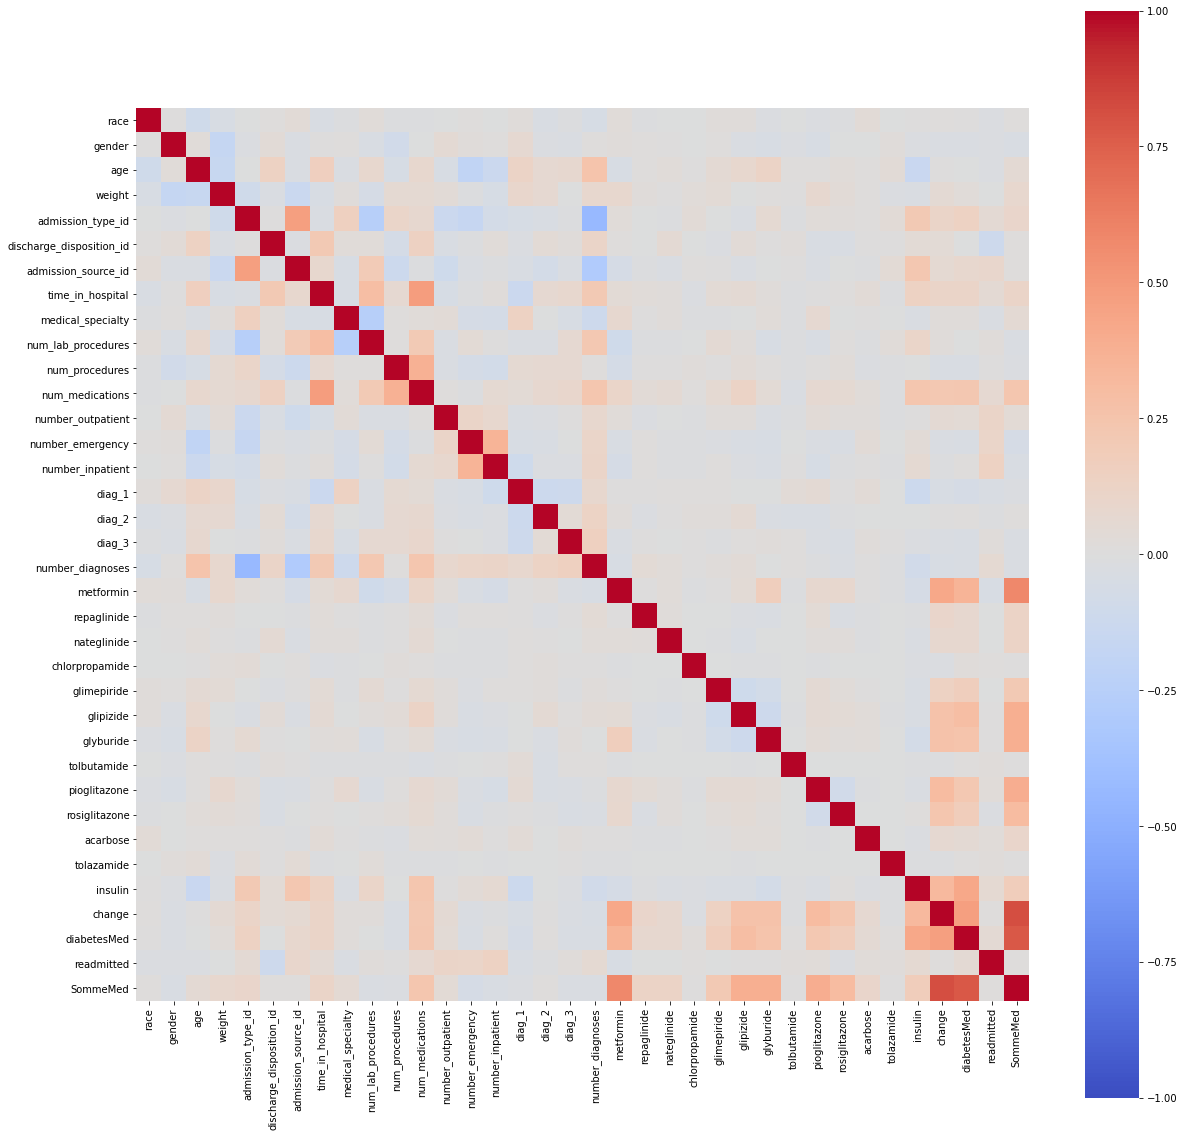 race
gender
age
weight
admission_type_id
discharge_disposition_id
admission_source_id
time_in_hospital
medical_specialty
num_lab_procedures
num_procedures
num_medications
number_outpatient
number_emergency
number_inpatient
diag_1
diag_2
diag_3
number_diagnoses
metformin
repaglinide
nateglinide
chlorpropamide
glimepiride
glipizide
glyburide
tolbutamide
pioglitazone
rosiglitazone
acarbose
tolazamide
insulin
change
diabetesMed
readmitted
SommeMed
race
gender
age
weight
admission_type_id
discharge_disposition_id
admission_source_id
time_in_hospital
medical_specialty
num_lab_procedures
num_procedures
num_medications
number_outpatient
number_emergency
number_inpatient
diag_1
diag_2
diag_3
number_diagnoses
metformin
repaglinide
nateglinide
chlorpropamide
glimepiride
glipizide
glyburide
tolbutamide
pioglitazone
rosiglitazone
acarbose
tolazamide
insulin
change
diabetesMed
readmitted
SommeMed
1.00
0.75
0.50
0.25
0.00
−0.25
−0.50
−0.75
−1.00